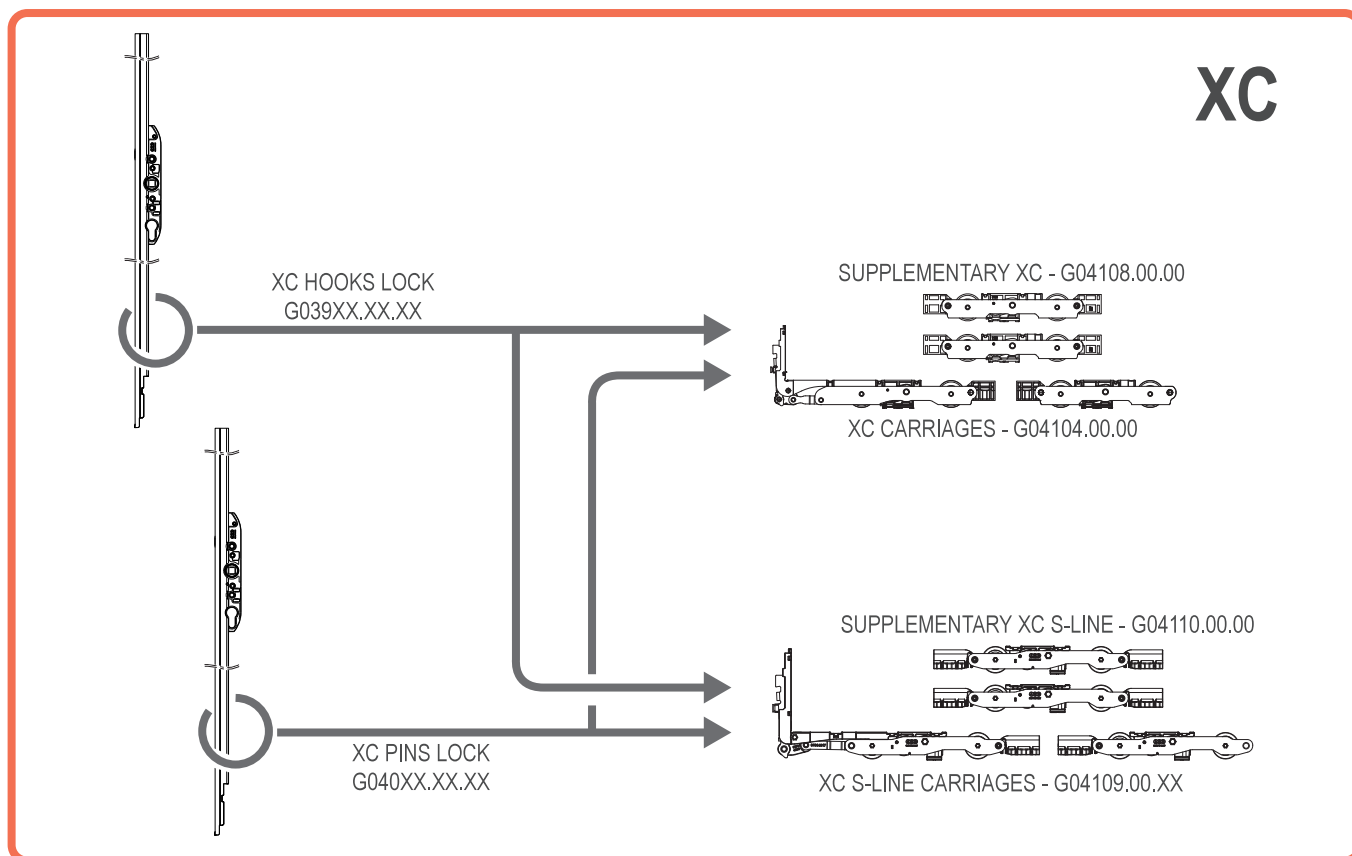 XC
XC HOOKS LOCK
G039XX.XX.XX
SUPPLEMENTARY XC - G04108.00.00
XC CARRIAGES - G04104.00.00
SUPPLEMENTARY XC S-LINE - G04110.00.00
XC PINS LOCK
G040XX.XX.XX
XC S-LINE CARRIAGES - G04109.00.XX